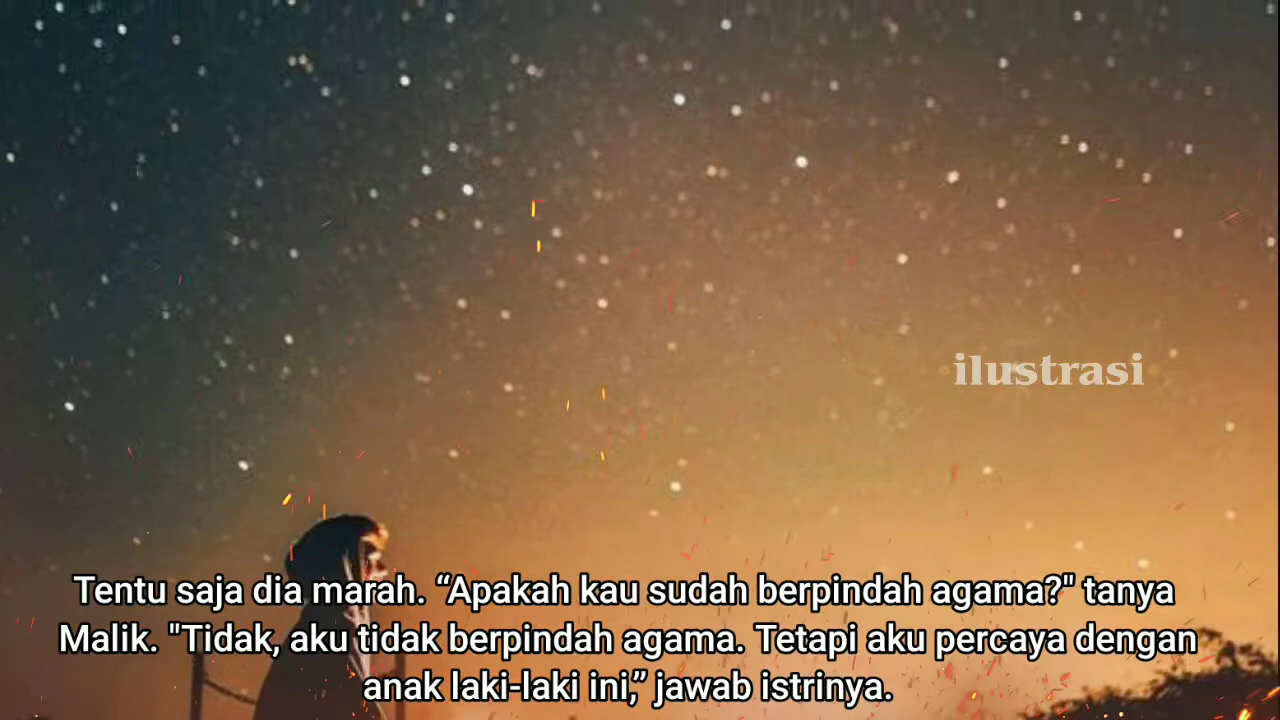 ilustrasi
Tentu saja dia marah. “Apakah kau sudah berpindah agama?" tanya
Malik. "Tidak, aku tidak berpindah agama. Tetapi aku percaya dengan
anak laki-laki ini,” jawab istrinya.